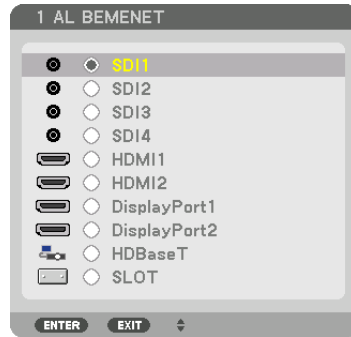 1 AL BEMENET
SDI1
SDI2
SDI3
SDI4
HDMI1
HDMI2
DisplayPort1
DisplayPort2
HDBaseT
SLOT
ENTER EXIT